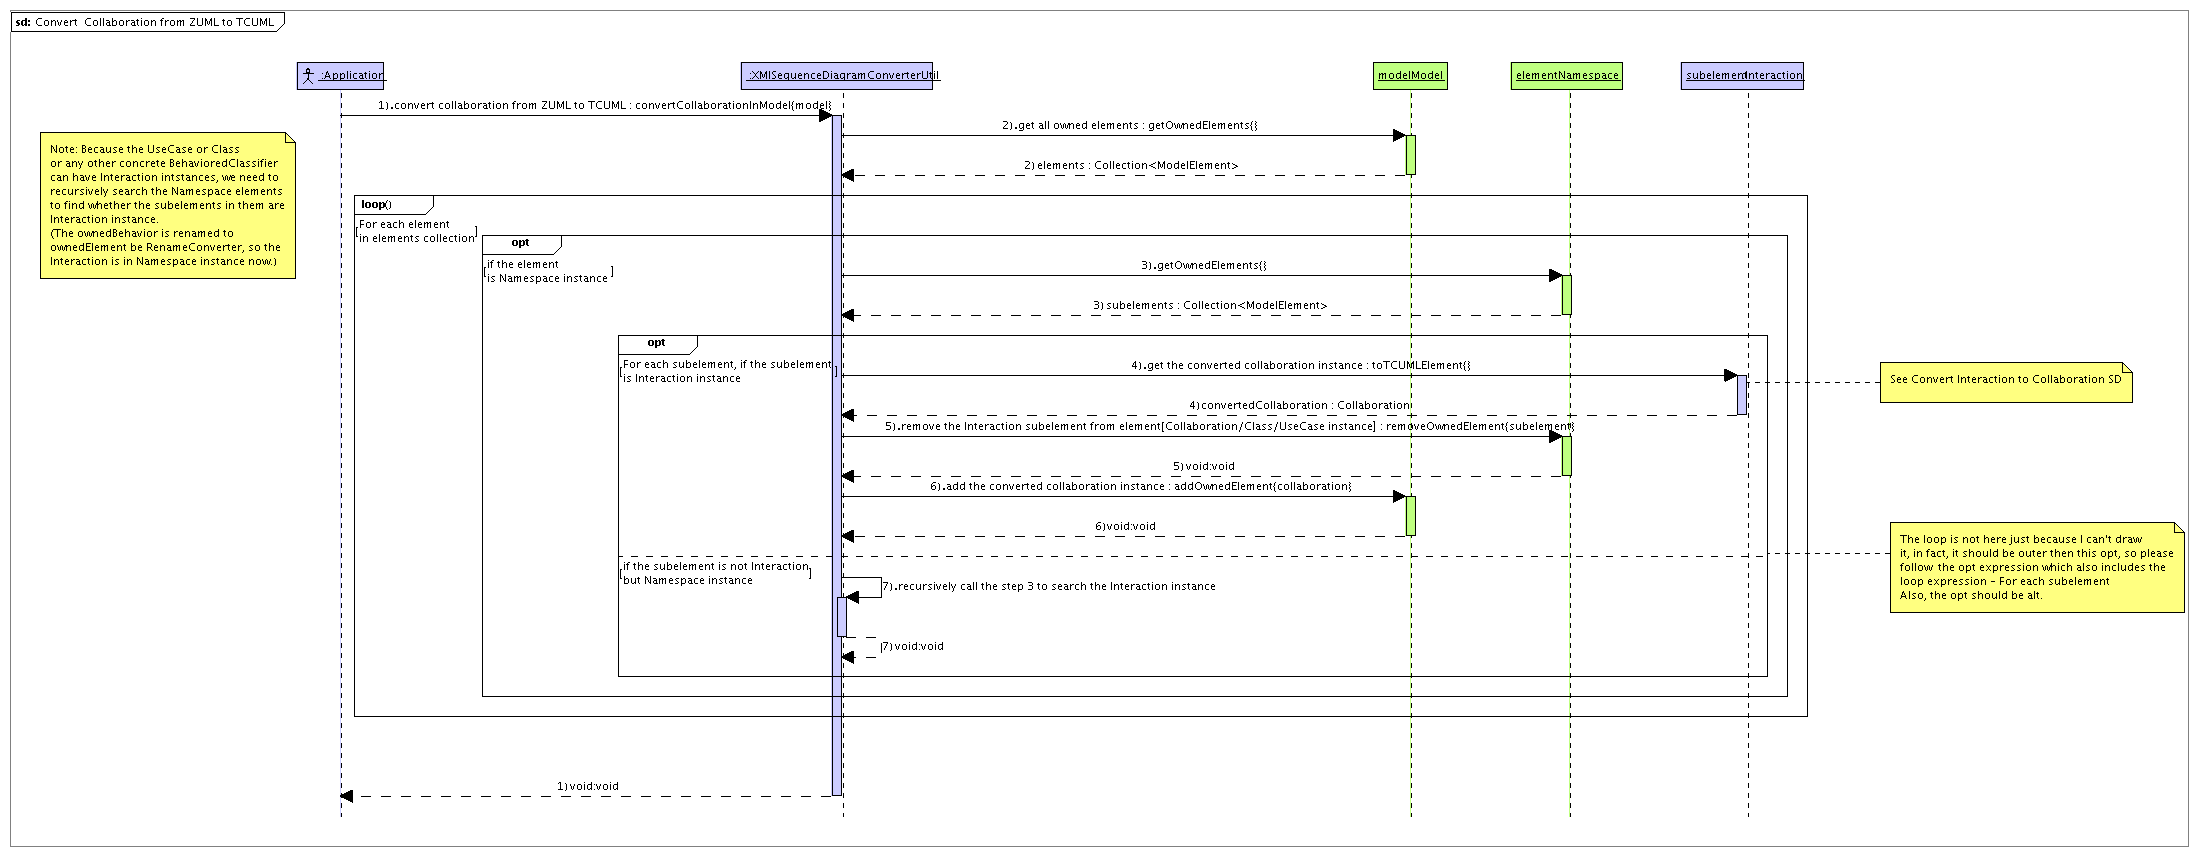 sd: Convert  Collaboration from ZUML to TCUML
:Application
:XMISequenceDiagramConverterUtil
modelModel
elementNamespace
subelementInteraction
1).convert collaboration from ZUML to TCUML : convertCollaborationInModel{model}
2).get all owned elements : getOwnedElements{}
Note: Because the UseCase or Class
or any other concrete BehavioredClassifier
can have Interaction intstances, we need to
recursively search the Namespace elements
to find whether the subelements in them are
Interaction instance.
(The ownedBehavior is renamed to
ownedElement be RenameConverter, so the
Interaction is in Namespace instance now.)
2)elements : Collection<ModelElement>
loop()
[For each element
in elements collection]
opt
[if the element
is Namespace instance ]
3).getOwnedElements{}
3)subelements : Collection<ModelElement>
opt
[For each subelement, if the subelement
is Interaction instance ]
4).get the converted collaboration instance : toTCUMLElement{}
See Convert Interaction to Collaboration SD
4)convertedCollaboration : Collaboration
5).remove the Interaction subelement from element[Collaboration/Class/UseCase instance] : removeOwnedElement{subelement}
5)void:void
6).add the converted collaboration instance : addOwnedElement{collaboration}
6)void:void
The loop is not here just because I can't draw
it, in fact, it should be outer then this opt, so please
follow the opt expression which also includes the
loop expression - For each subelement
Also, the opt should be alt.
[if the subelement is not Interaction
but Namespace instance ]
7).recursively call the step 3 to search the Interaction instance
7)void:void
1)void:void